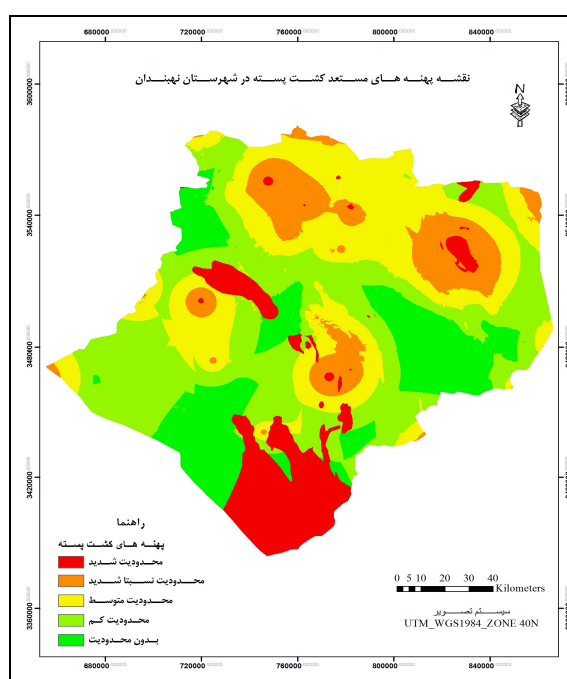 680000 720000 760000 800000 840000
نقشه پهنه های مستعد کشت پسته در شهرستان نهبندان
N
3600000
3540000
3480000
3420000
3360000
راهنما
پهنه های کشت پسته
محدودیت شدید
محدودیت نسبتا شدید
محدودیت متوسط
محدودیت کم
بدون محدودیت
0 5 10 20 30 40
Kilometers
سیستم تصویر
UTM_WGS1984_ZONE 40N
680000 720000 760000 800000 840000